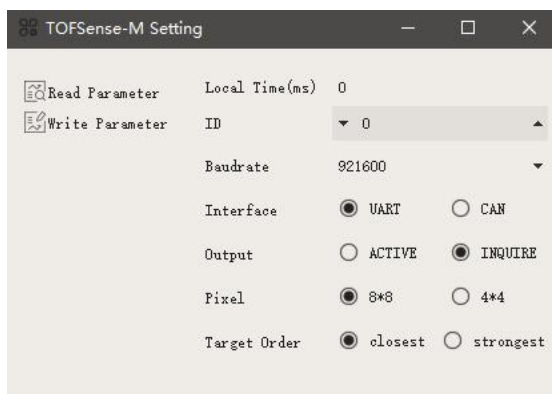 TOFSense-M Setting
Read Parameter
Write Parameter
Local Time(ms) 0
ID 0
Baudrate 921600
Interface UART CAN
Output ACTIVE INQUIRE
Pixel 8*8 4*4
Target Order closest strongest